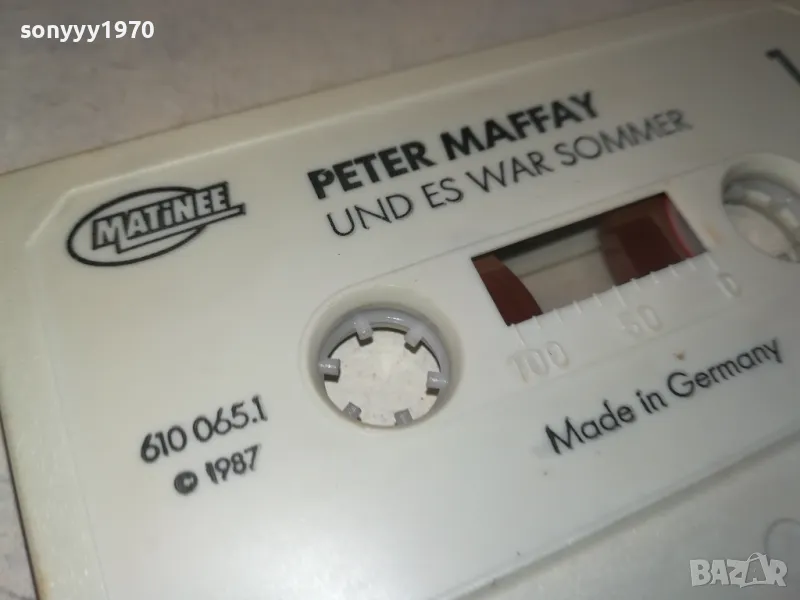 sonyyy1970
1
PETER MAFFAY
UND ES WAR SOMMER
MATiNEE
100 50 0
610 065.1
© 1987
Made in Germany
BAZAR